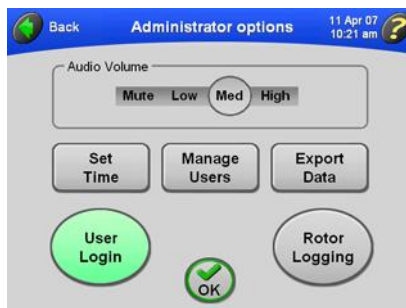 Back
Administrator options
11 Apr 07
10:21 am
?
Audio Volume
Mute Low Med High
Set
Time
Manage
Users
Export
Data
User
Login
Rotor
Logging
OK